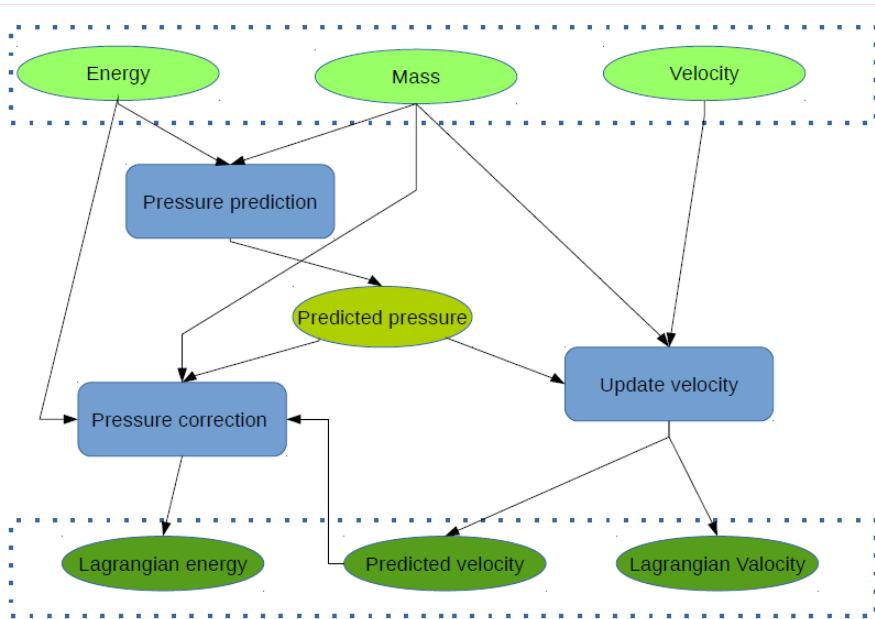 Energy
Mass
Velocity
Pressure prediction
Predicted pressure
Update velocity
Pressure correction
Lagrangian energy
Predicted velocity
Lagrangian Valocity